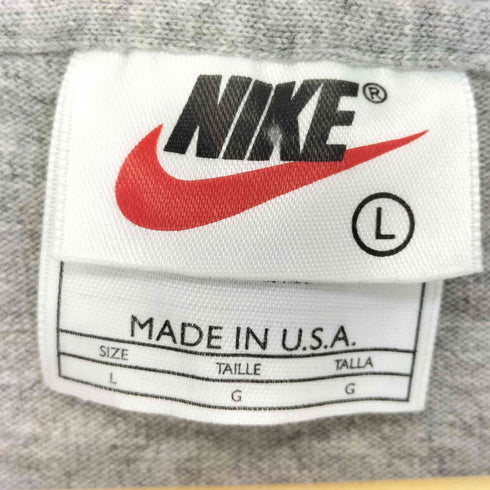 NIKE®
L
MADE IN U.S.A.
SIZE TAILLE TALLA
L G G